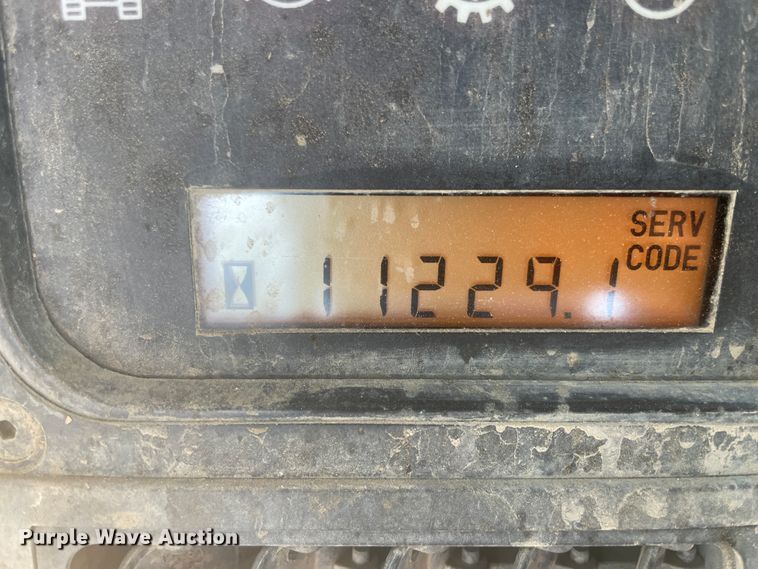 SERV
CODE
11229.1
Purple Wave Auction